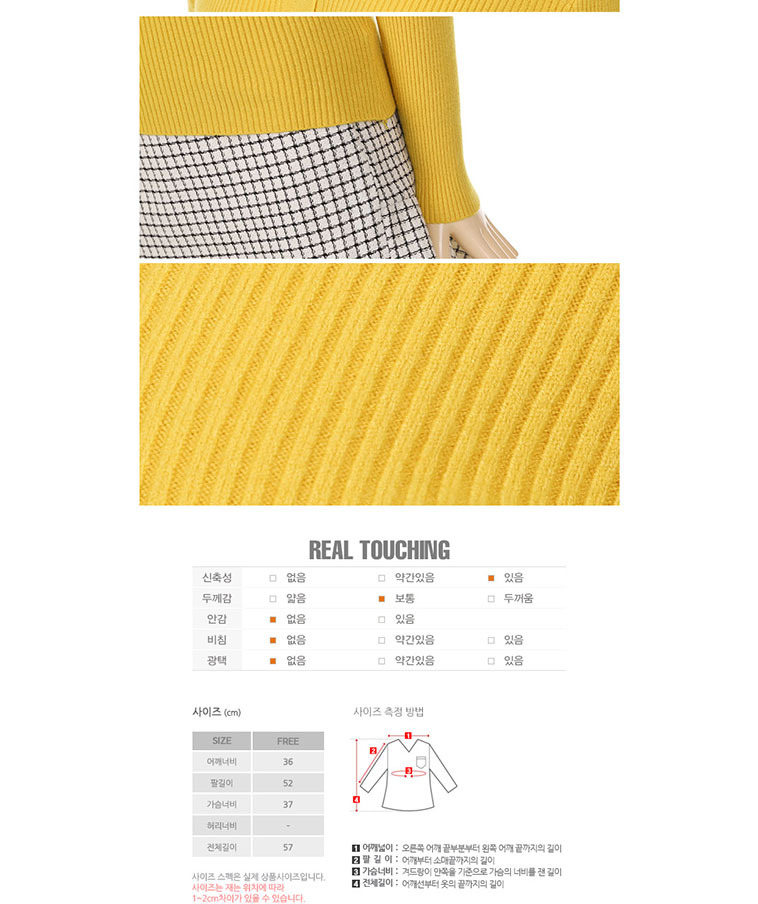 REAL TOUCHING
신축성 없음 약간있음 있음
두께감 얇음 보통 두꺼움
안감 없음 있음
비침 없음 약간있음 있음
광택 없음 약간있음 있음
사이즈 (cm)
SIZE FREE
어깨너비 36
팔길이 52
가슴너비 37
허리너비 -
전체길이 57
사이즈 스펙은 실제 상품사이즈입니다.
사이즈는 재는 위치에 따라
1~2cm차이가 있을 수 있습니다.
사이즈 측정 방법
1
2
3
4
1 어깨넓이 : 오른쪽 어깨 끝부분부터 왼쪽 어깨 끝까지의 길이
2 팔 길 이 : 어깨부터 소매끝까지의 길이
3 가슴너비 : 겨드랑이 안쪽을 기준으로 가슴의 너비를 잰 길이
4 전체길이 : 어깨선부터 옷의 끝까지의 길이